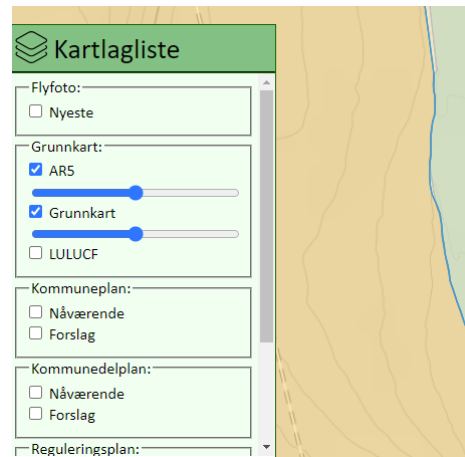 Kartlagliste
Flyfoto:
Nyeste
Grunnkart:
AR5
Grunnkart
LULUCF
Kommuneplan:
Nåværende
Forslag
Kommunedelplan:
Nåværende
Forslag
Reguleringsplan: